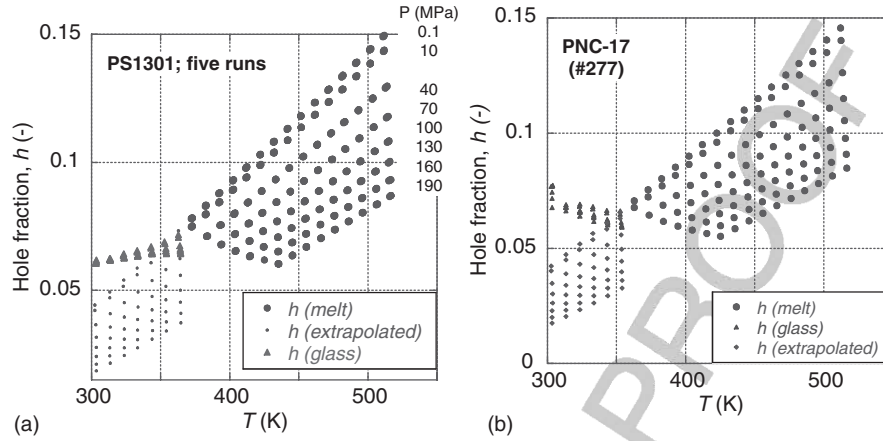 0.15
0.1
0.05
Hole fraction, h (-)
PS1301; five runs
P (MPa)
0.1
10
40
70
100
130
160
190
h (melt)
h (extrapolated)
h (glass)
300
400
500
T (K)
(a)
0.15
0.1
0.05
0
Hole fraction, h (-)
PNC-17
(#277)
h (melt)
h (glass)
h (extrapolated)
300
400
500
T (K)
(b)
PROOF